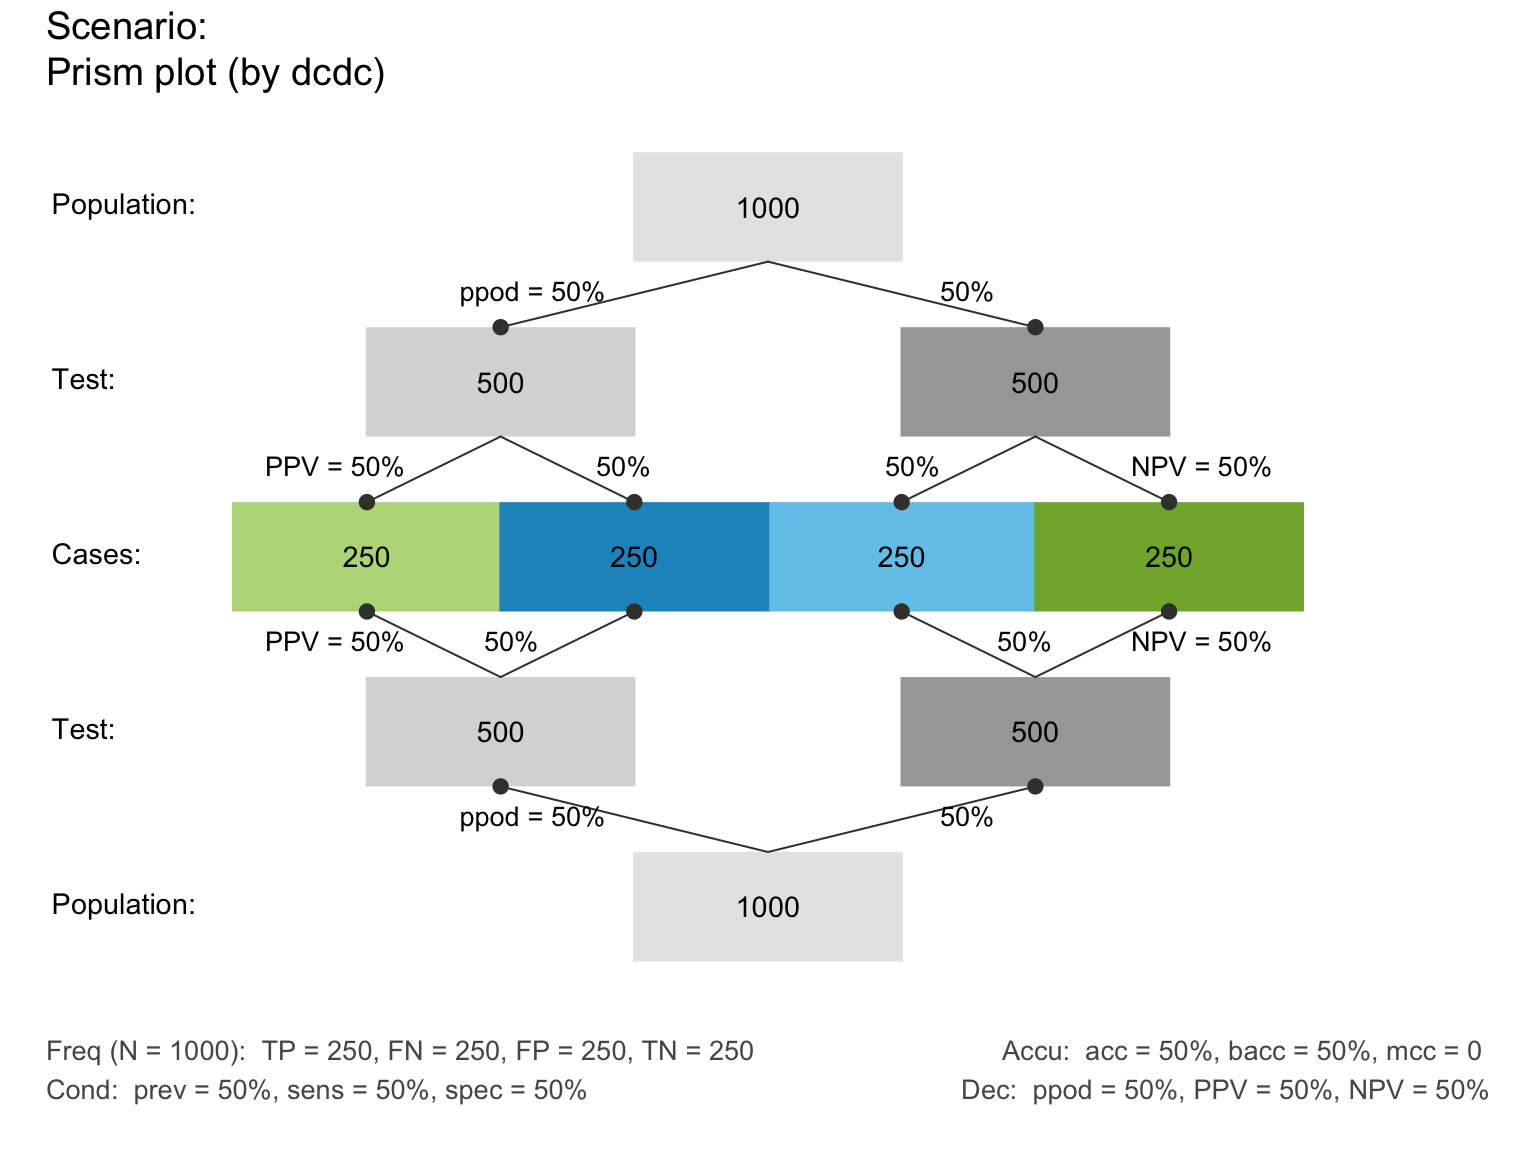 Scenario:
Prism plot (by dcdc)
Population:
1000
ppod = 50%
50%
Test:
500
500
PPV = 50%
50%
50%
NPV = 50%
Cases:
250
250
250
250
PPV = 50%
50%
50%
NPV = 50%
Test:
500
500
ppod = 50%
50%
Population:
1000
Freq (N = 1000):  TP = 250, FN = 250, FP = 250, TN = 250
Accu:  acc = 50%, bacc = 50%, mcc = 0
Cond:  prev = 50%, sens = 50%, spec = 50%
Dec:  ppod = 50%, PPV = 50%, NPV = 50%